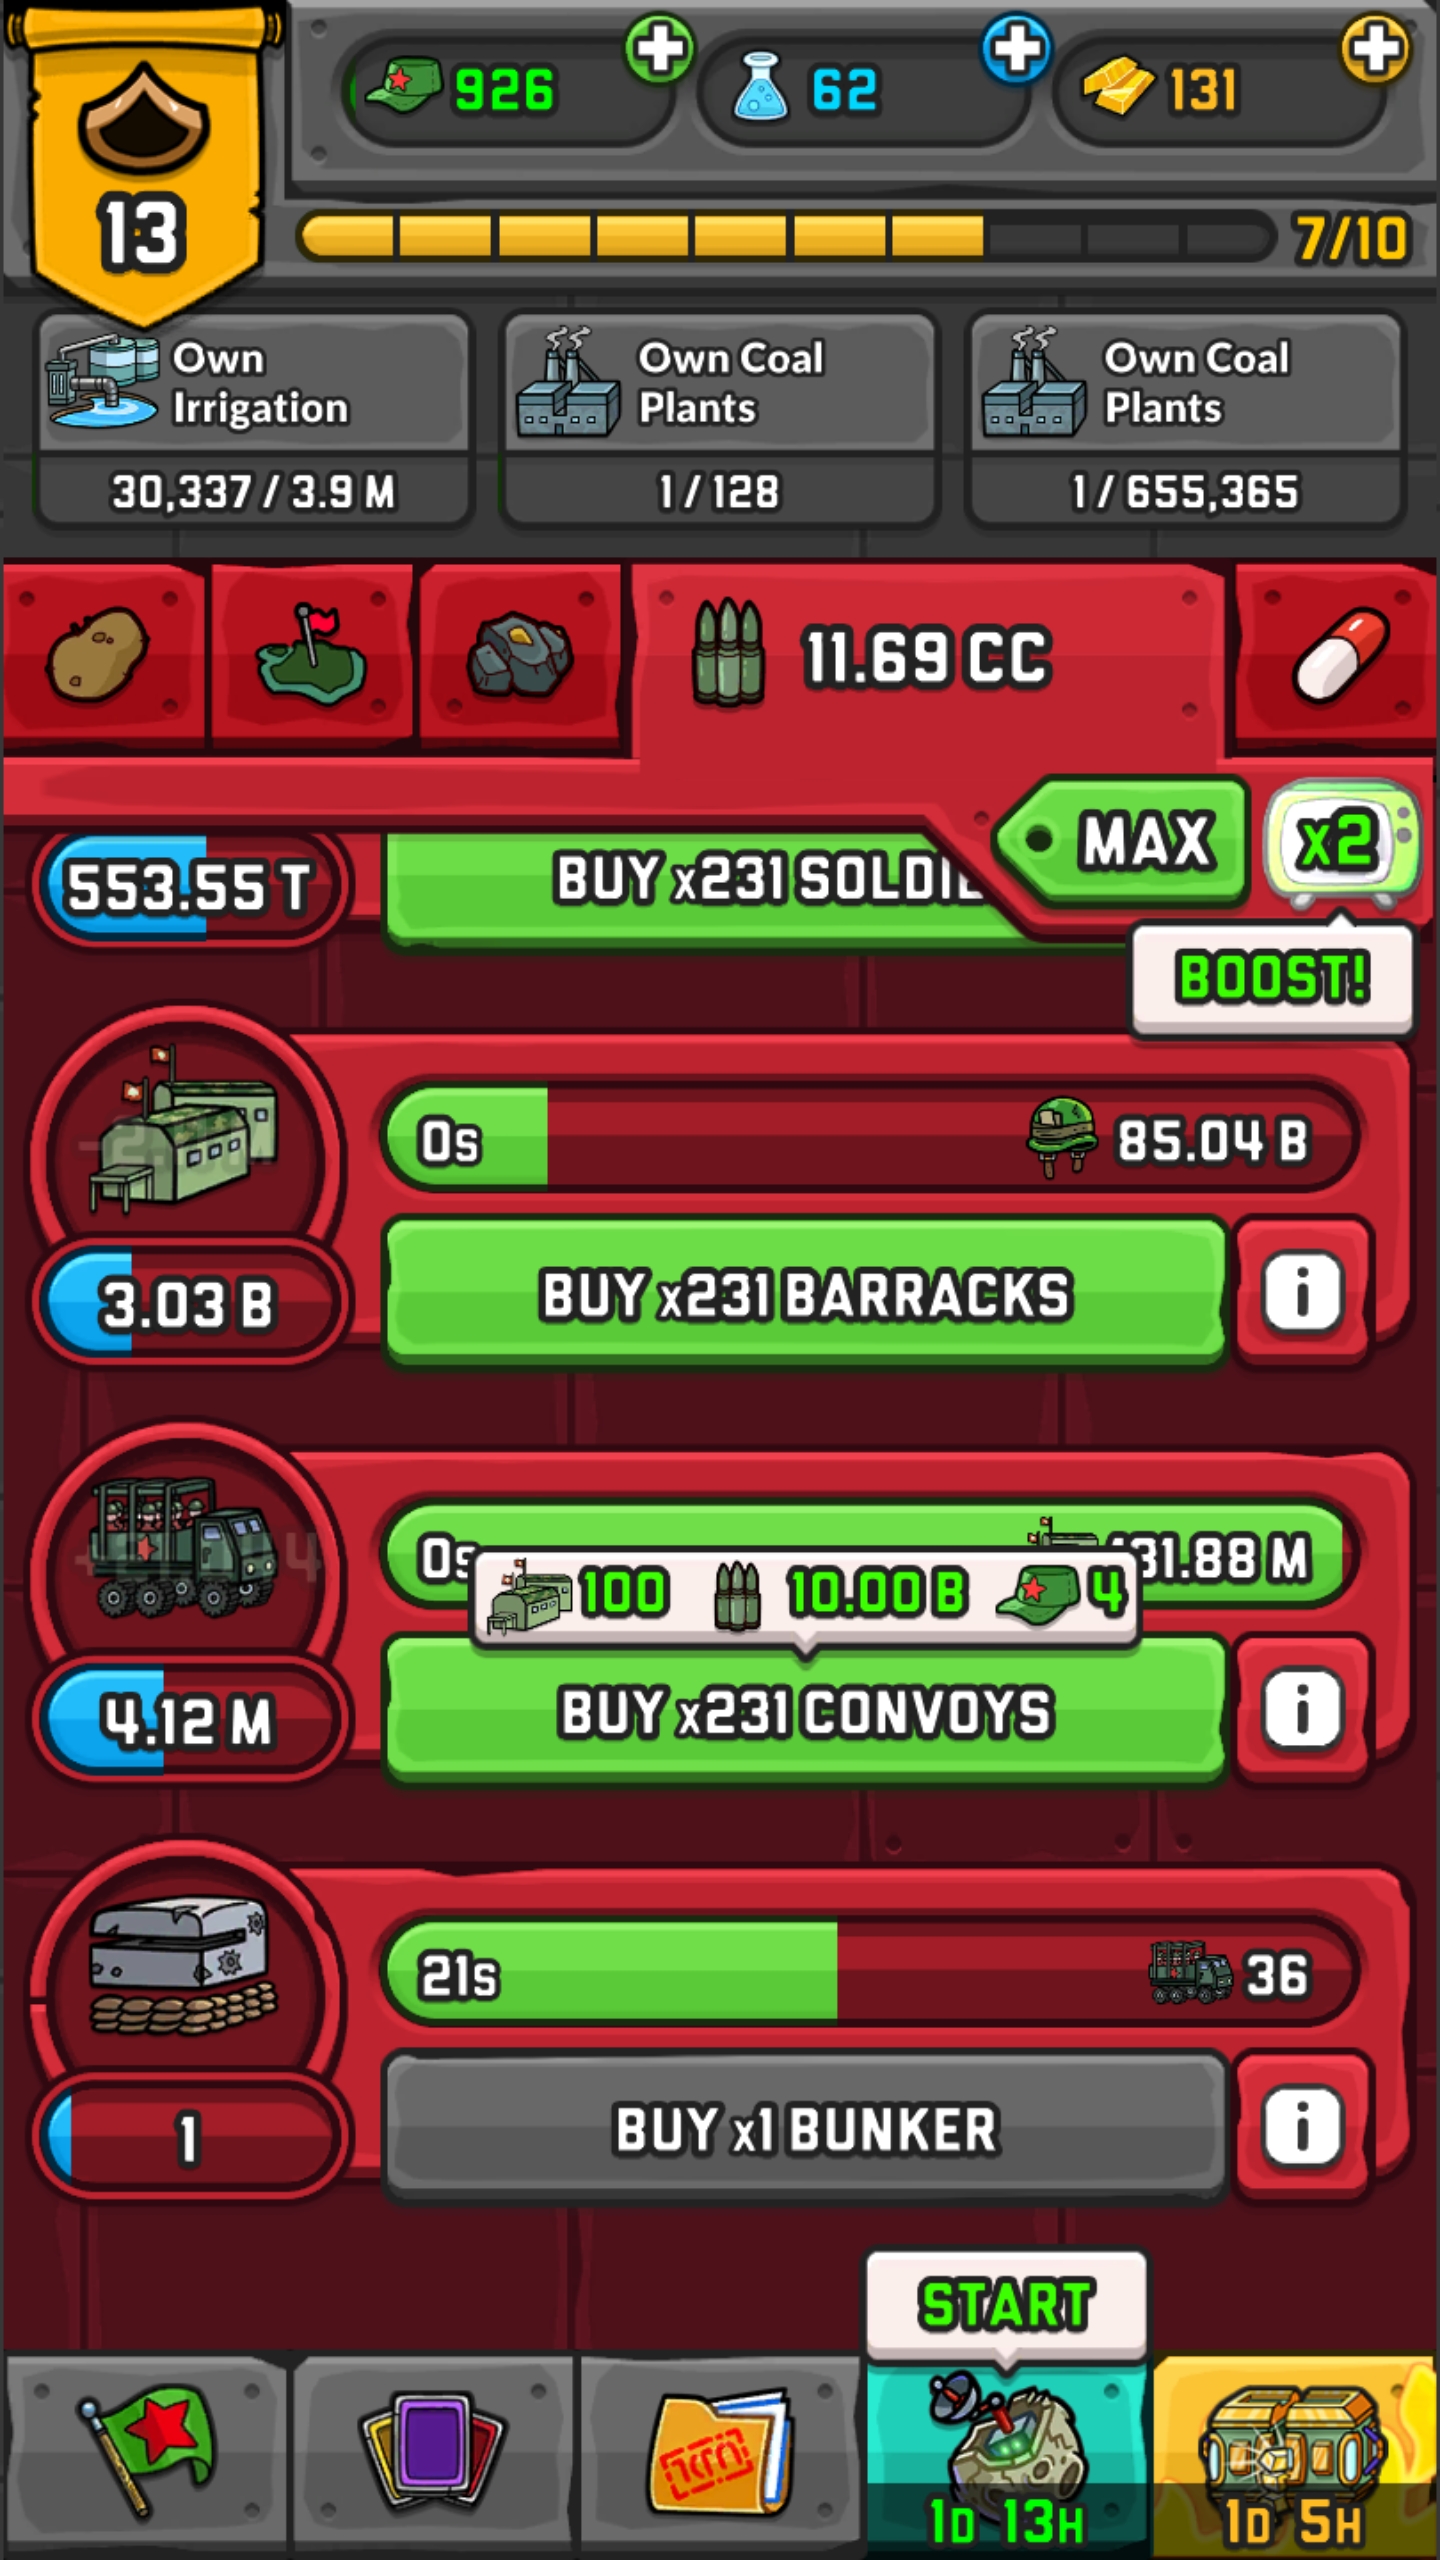 926
62
131
13
7/10
Own
Irrigation
Own Coal
Plants
Own Coal
Plants
30,337 / 3.9 M
1 / 128
1 / 655,365
11.69 CC
MAX
x2
553.55 T
BUY x231 SOLDIE
BOOST!
0s
85.04 B
3.03 B
BUY x231 BARRACKS
i
0s
31.88 M
100
10.00 B
4
4.12 M
BUY x231 CONVOYS
i
21s
36
1
BUY x1 BUNKER
i
START
1D 13H
1D 5H